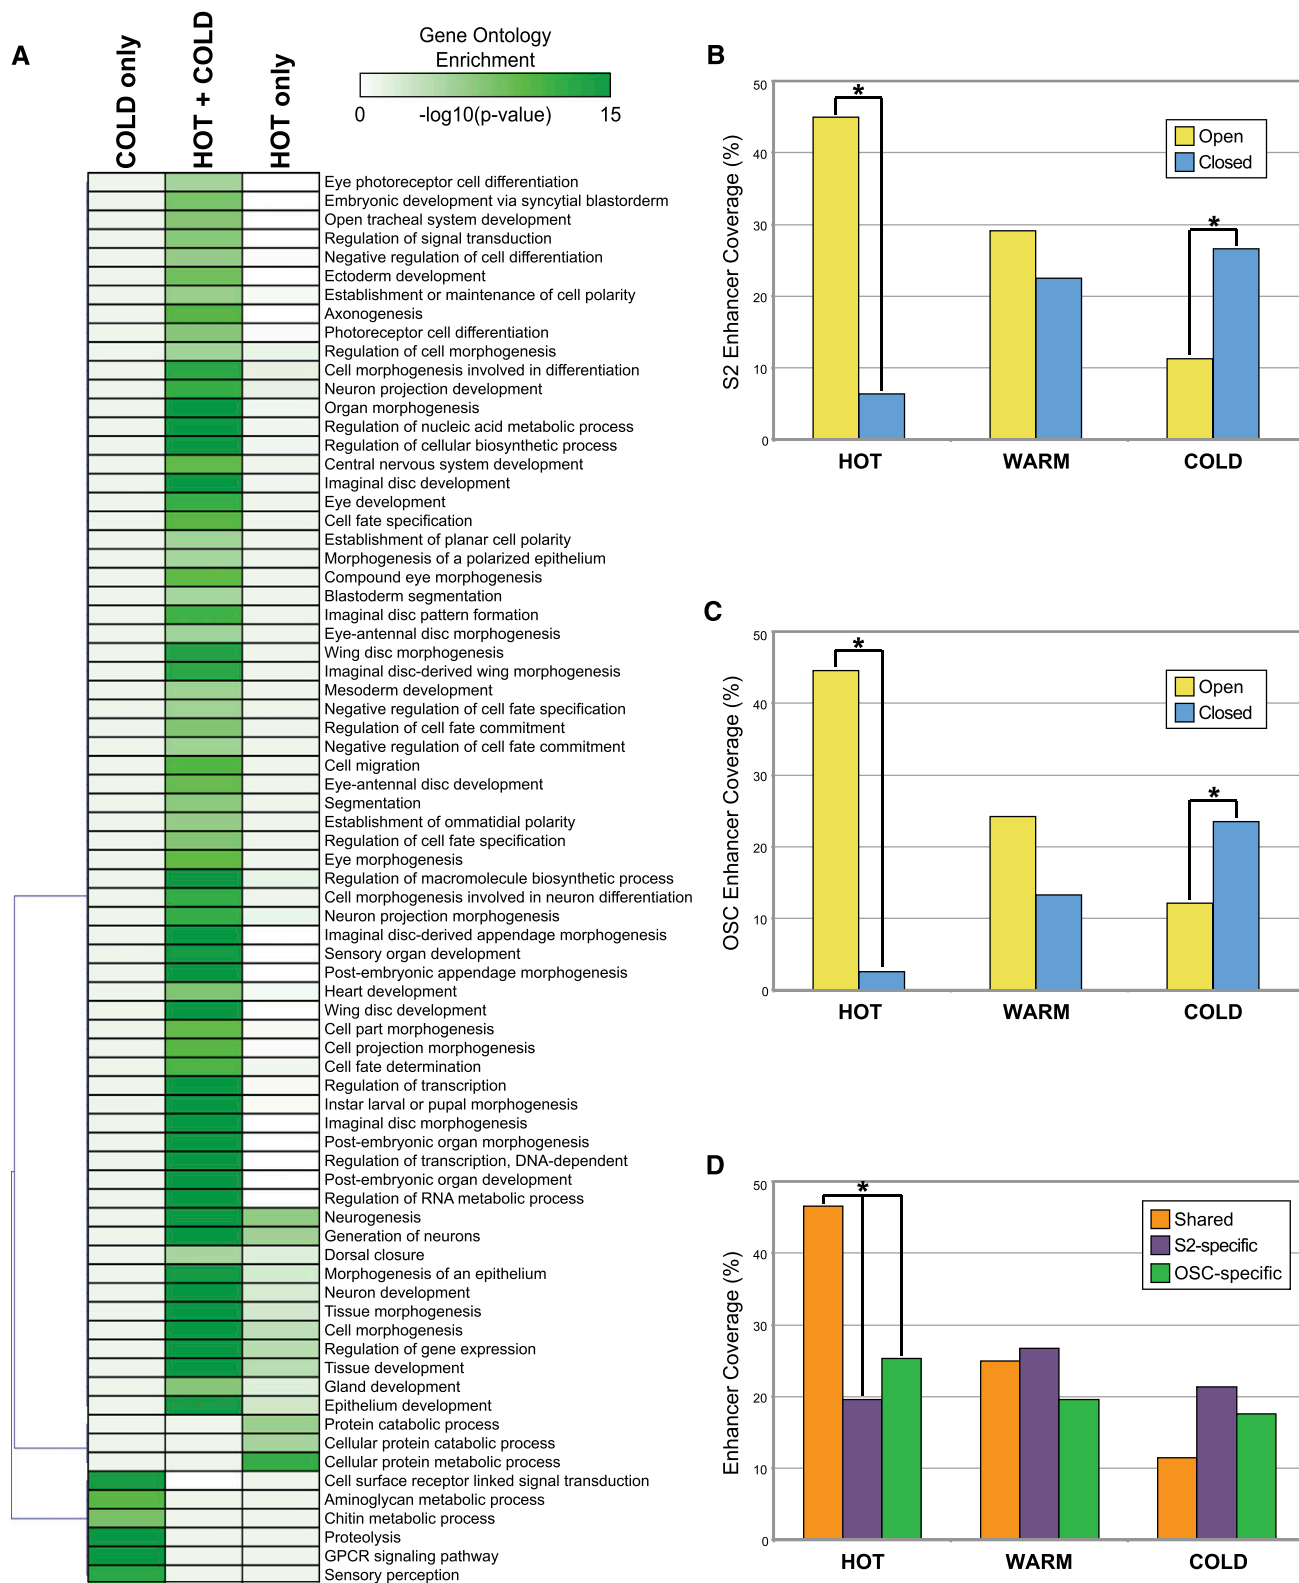 A
COLD only
HOT + COLD
HOT only
Gene Ontology
Enrichment
0
-log10(p-value)
15
Eye photoreceptor cell differentiation
Embryonic development via syncytial blastorderm
Open tracheal system development
Regulation of signal transduction
Negative regulation of cell differentiation
Ectoderm development
Establishment or maintenance of cell polarity
Axonogenesis
Photoreceptor cell differentiation
Regulation of cell morphogenesis
Cell morphogenesis involved in differentiation
Neuron projection development
Organ morphogenesis
Regulation of nucleic acid metabolic process
Regulation of cellular biosynthetic process
Central nervous system development
Imaginal disc development
Eye development
Cell fate specification
Establishment of planar cell polarity
Morphogenesis of a polarized epithelium
Compound eye morphogenesis
Blastoderm segmentation
Imaginal disc pattern formation
Eye-antennal disc morphogenesis
Wing disc morphogenesis
Imaginal disc-derived wing morphogenesis
Mesoderm development
Negative regulation of cell fate specification
Regulation of cell fate commitment
Negative regulation of cell fate commitment
Cell migration
Eye-antennal disc development
Segmentation
Establishment of ommatidial polarity
Regulation of cell fate specification
Eye morphogenesis
Regulation of macromolecule biosynthetic process
Cell morphogenesis involved in neuron differentiation
Neuron projection morphogenesis
Imaginal disc-derived appendage morphogenesis
Sensory organ development
Post-embryonic appendage morphogenesis
Heart development
Wing disc development
Cell part morphogenesis
Cell projection morphogenesis
Cell fate determination
Regulation of transcription
Instar larval or pupal morphogenesis
Imaginal disc morphogenesis
Post-embryonic organ morphogenesis
Regulation of transcription, DNA-dependent
Post-embryonic organ development
Regulation of RNA metabolic process
Neurogenesis
Generation of neurons
Dorsal closure
Morphogenesis of an epithelium
Neuron development
Tissue morphogenesis
Cell morphogenesis
Regulation of gene expression
Tissue development
Gland development
Epithelium development
Protein catabolic process
Cellular protein catabolic process
Cellular protein metabolic process
Cell surface receptor linked signal transduction
Aminoglycan metabolic process
Chitin metabolic process
Proteolysis
GPCR signaling pathway
Sensory perception
B
S2 Enhancer Coverage (%)
50
40
30
20
10
0
*
*
Open
Closed
HOT
WARM
COLD
C
OSC Enhancer Coverage (%)
50
40
30
20
10
0
*
*
Open
Closed
HOT
WARM
COLD
D
Enhancer Coverage (%)
50
40
30
20
10
0
*
Shared
S2-specific
OSC-specific
HOT
WARM
COLD